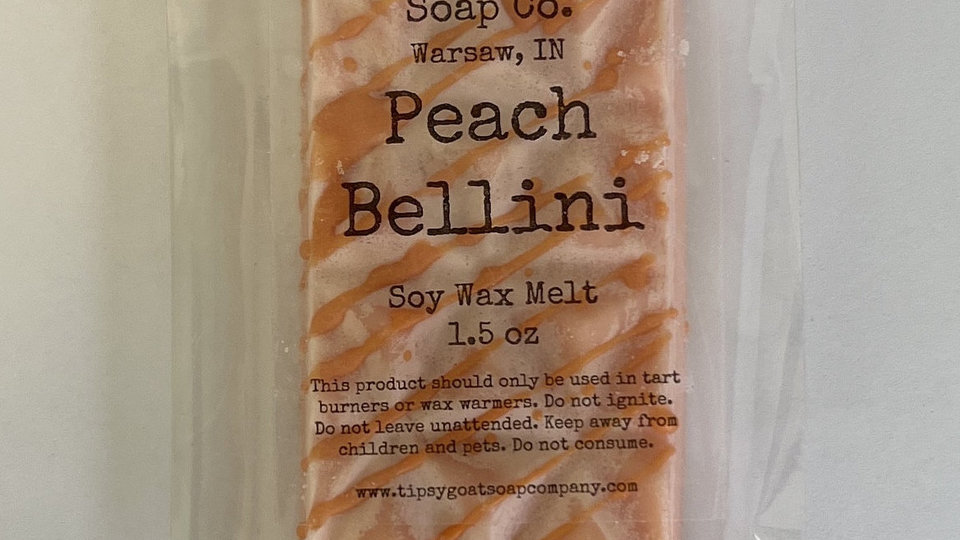 Soap Co.
Warsaw, IN
Peach
Bellini
Soy Wax Melt
1.5 oz
This product should only be used in tart
burners or wax warmers. Do not ignite.
Do not leave unattended. Keep away from
children and pets. Do not consume.
www.tipsygoatsoapcompany.com